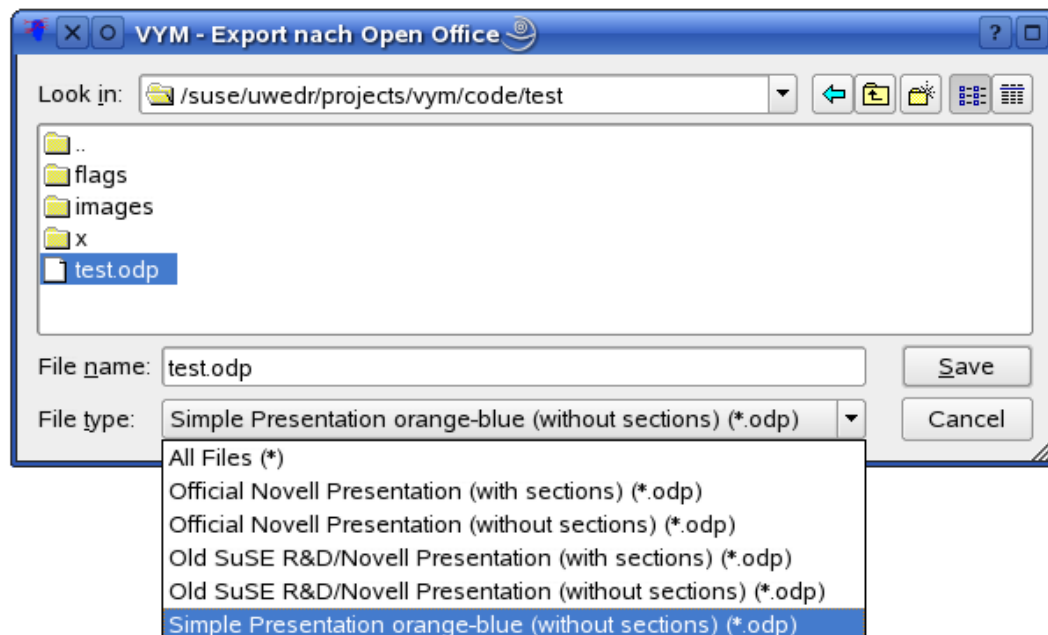 VYM - Export nach Open Office
Look in: /suse/uwedr/projects/vym/code/test
..
flags
images
x
test.odp
File name: test.odp Save
File type: Simple Presentation orange-blue (without sections) (*.odp) Cancel
All Files (*)
Official Novell Presentation (with sections) (*.odp)
Official Novell Presentation (without sections) (*.odp)
Old SuSE R&D/Novell Presentation (with sections) (*.odp)
Old SuSE R&D/Novell Presentation (without sections) (*.odp)
Simple Presentation orange-blue (without sections) (*.odp)